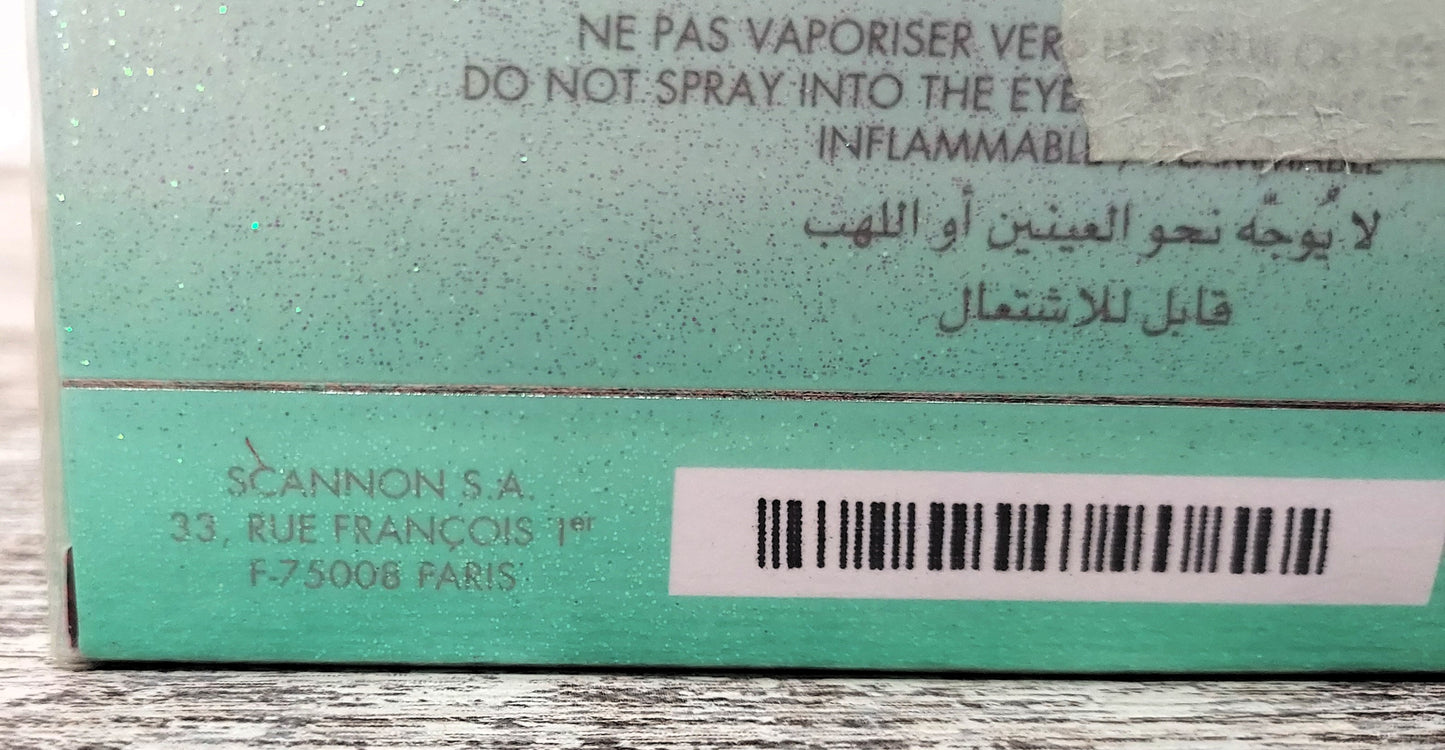 NE PAS VAPORISER VERS
DO NOT SPRAY INTO THE EYE
INFLAMMABLE /
لا يُوجّه نحو العينين أو اللهب
قابل للاشتعال
SCANNON S.A.
33, RUE FRANÇOIS 1er
F-75008 PARIS